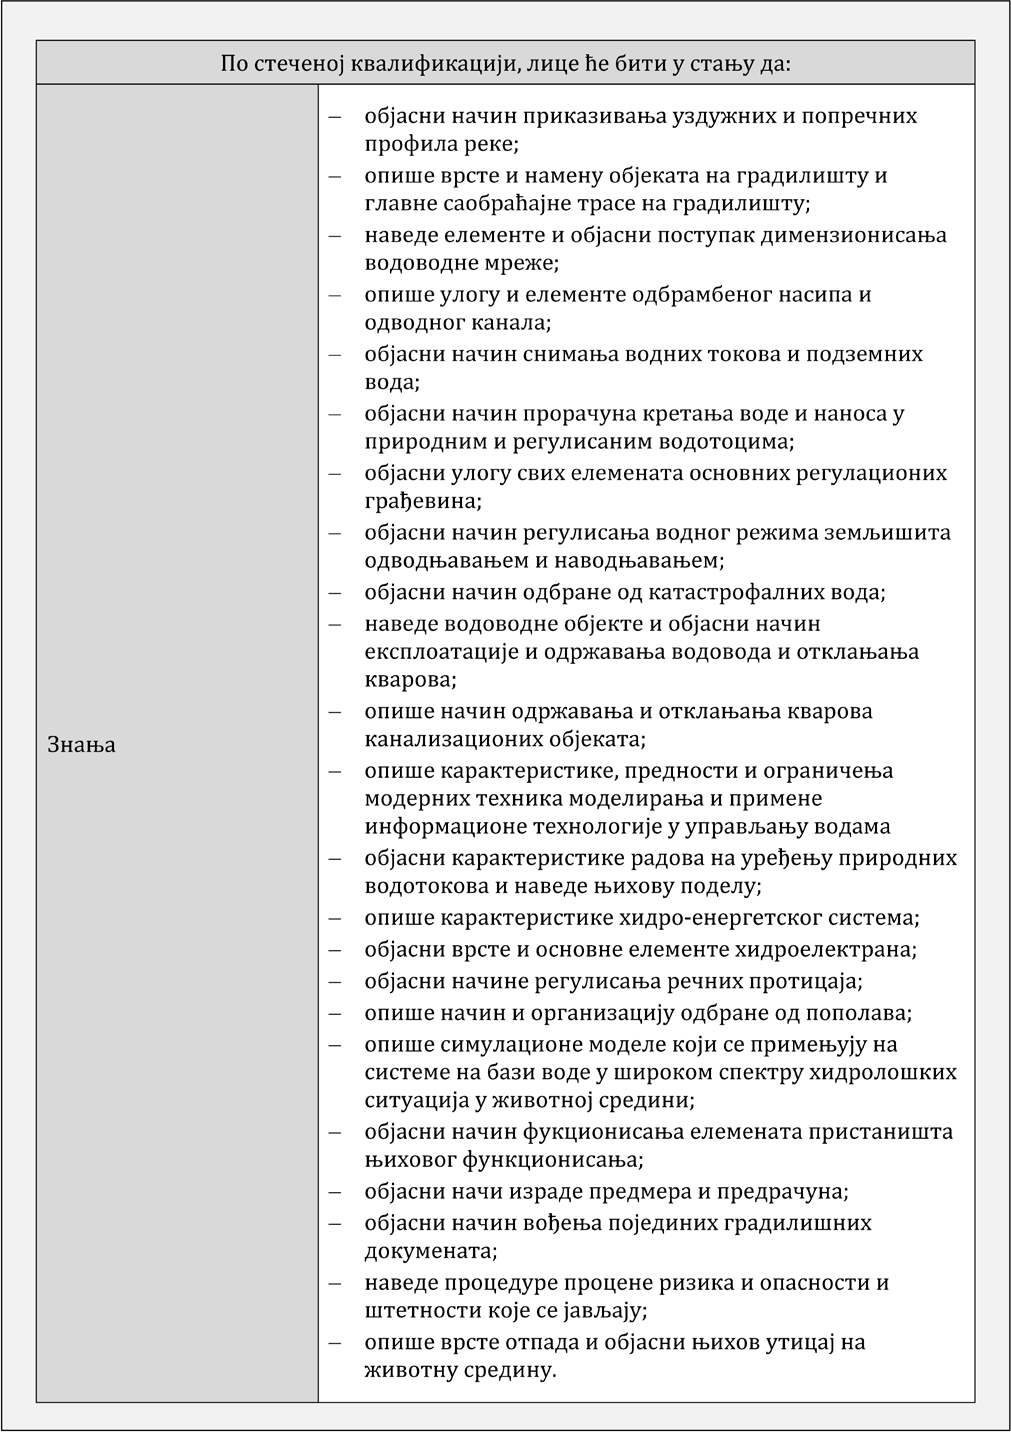 По стеченој квалификацији, лице ће бити у стању да:
Знања
– објасни начин приказивања уздужних и попречних
профила реке;
– опише врсте и намену објеката на градилишту и
главне саобраћајне трасе на градилишту;
– наведе елементе и објасни поступак димензионисања
водоводне мреже;
– опише улогу и елементе одбрамбеног насипа и
одводног канала;
– објасни начин снимања водних токова и подземних
вода;
– објасни начин прорачуна кретања воде и наноса у
природним и регулисаним водотоцима;
– објасни улогу свих елемената основних регулационих
грађевина;
– објасни начин регулисања водног режима земљишита
одводњавањем и наводњавањем;
– објасни начин одбране од катастрофалних вода;
– наведе водоводне објекте и објасни начин
експлоатације и одржавања водовода и отклањања
кварова;
– опише начин одржавања и отклањања кварова
канализационих објеката;
– опише карактеристике, предности и ограничења
модерних техника моделирања и примене
информационе технологије у управљању водама
– објасни карактеристике радова на уређењу природних
водотокова и наведе њихову поделу;
– опише карактеристике хидро-енергетског система;
– објасни врсте и основне елементе хидроелектрана;
– објасни начине регулисања речних протицаја;
– опише начин и организацију одбране од пополава;
– опише симулационе моделе који се примењују на
системе на бази воде у широком спектру хидролошких
ситуација у животној средини;
– објасни начин фукционисања елемената пристаништа
њиховог функционисања;
– објасни начи израде предмера и предрачуна;
– објасни начин вођења појединих градилишних
докумената;
– наведе процедуре процене ризика и опасности и
штетности које се јављају;
– опише врсте отпада и објасни њихов утицај на
животну средину.